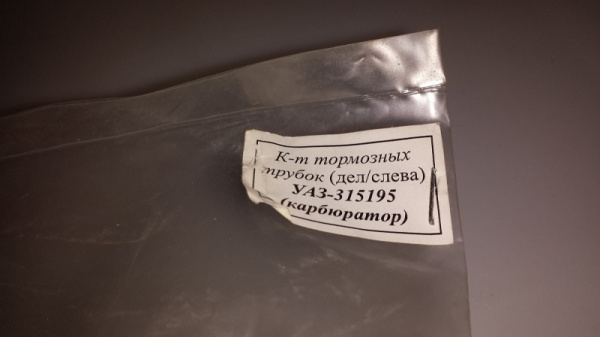 К-т тормозных
трубок (дел/слева)
УАЗ-315195
(карбюратор)